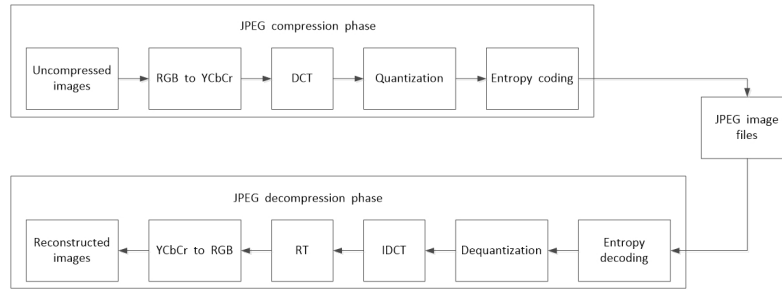 JPEG compression phase
Uncompressed
images
RGB to YCbCr
DCT
Quantization
Entropy coding
JPEG image
files
JPEG decompression phase
Reconstructed
images
YCbCr to RGB
RT
IDCT
Dequantization
Entropy
decoding